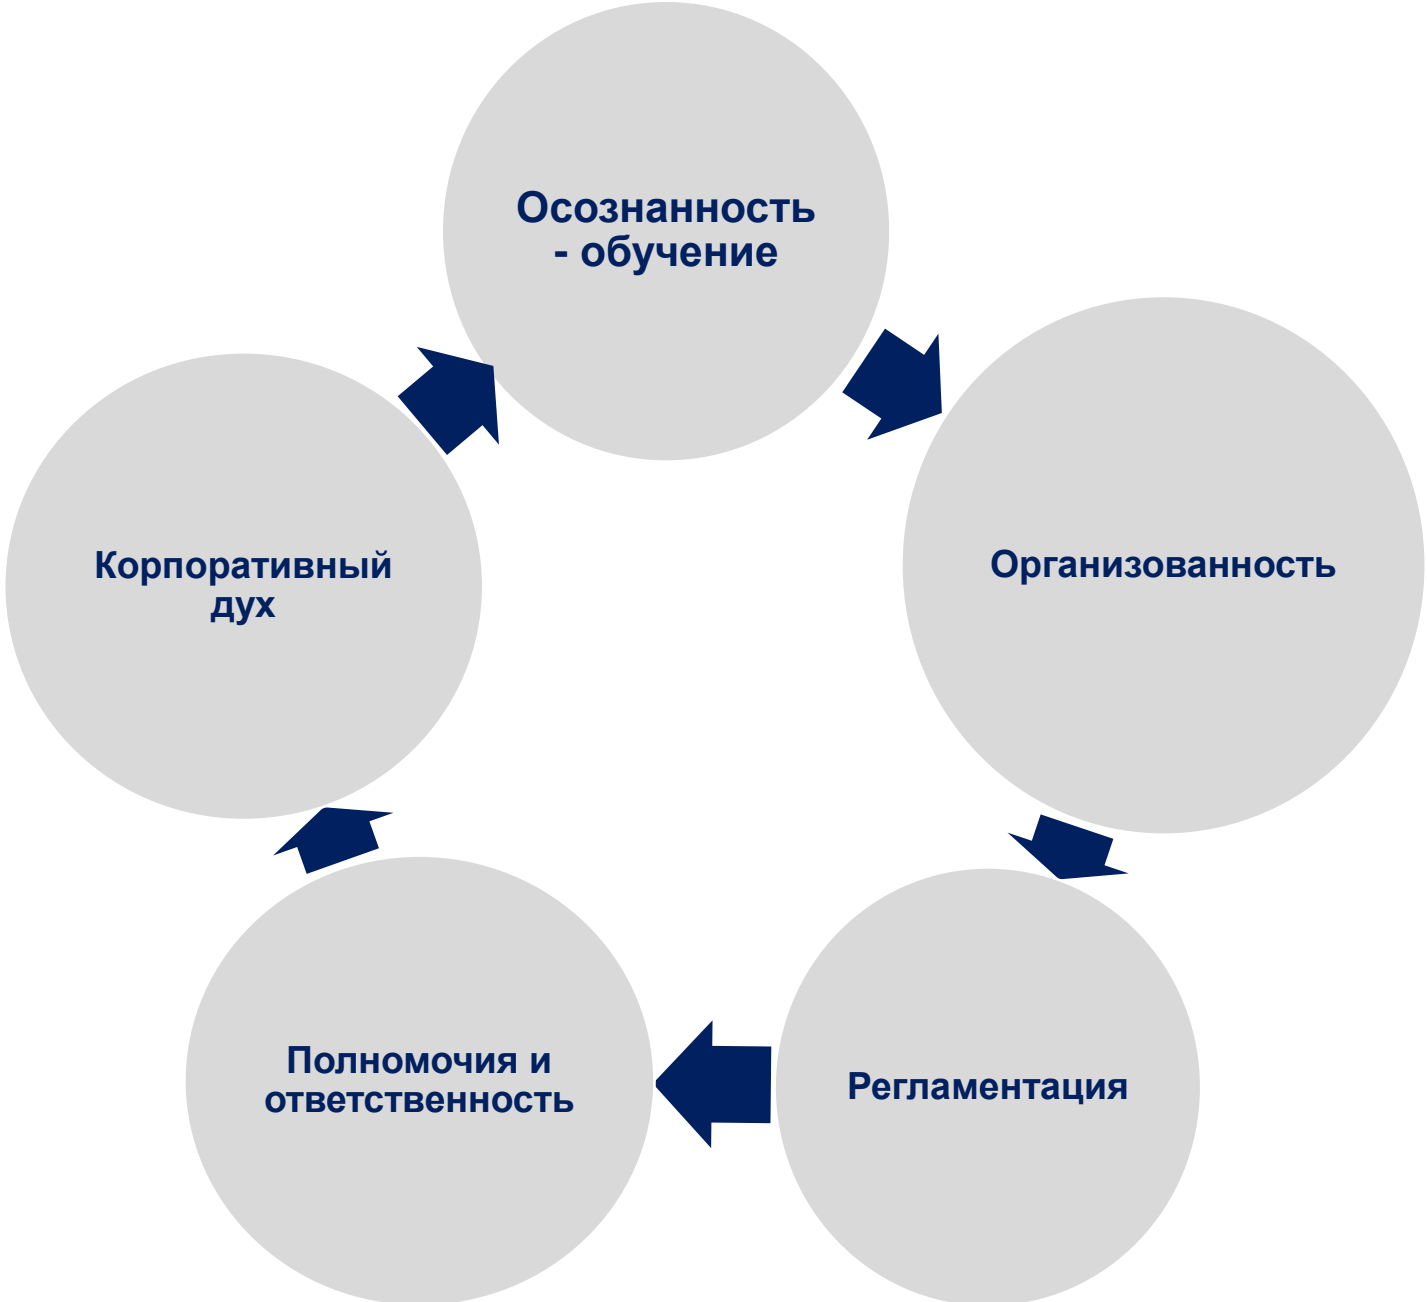 Осознанность
- обучение
Организованность
Регламентация
Полномочия и
ответственность
Корпоративный
дух